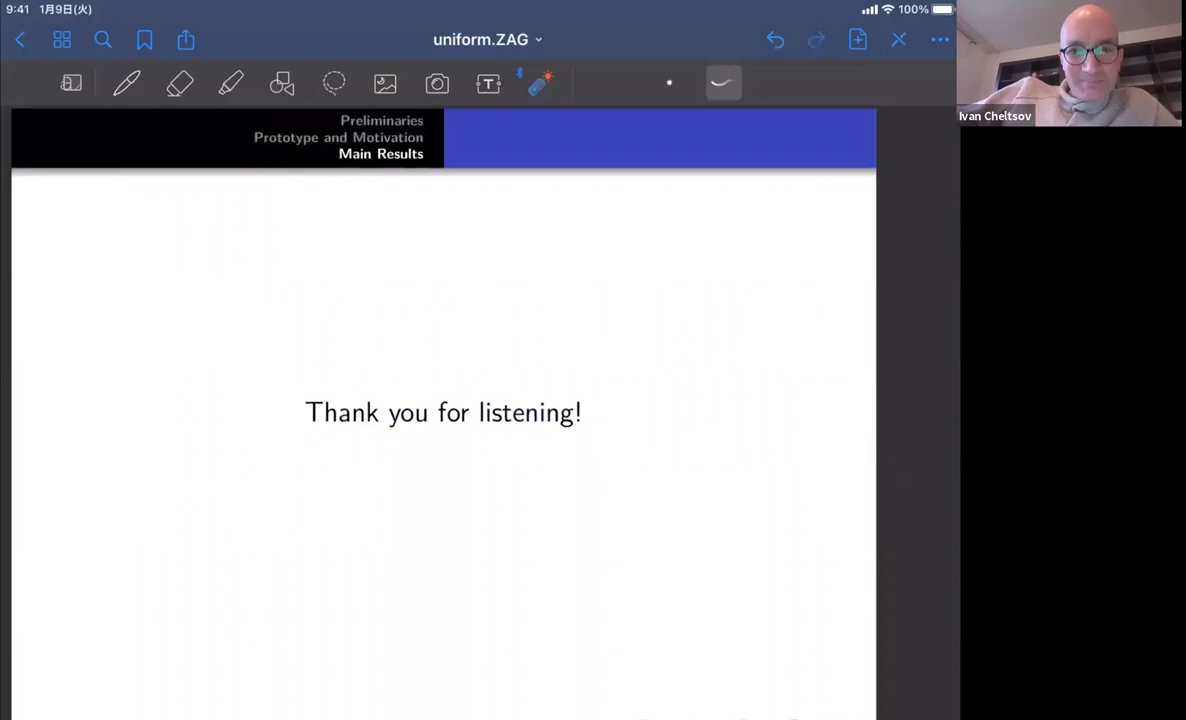 9:41 1月9日(火)
100%
uniform.ZAG
T
Ivan Cheltsov
Preliminaries
Prototype and Motivation
Main Results
Thank you for listening!